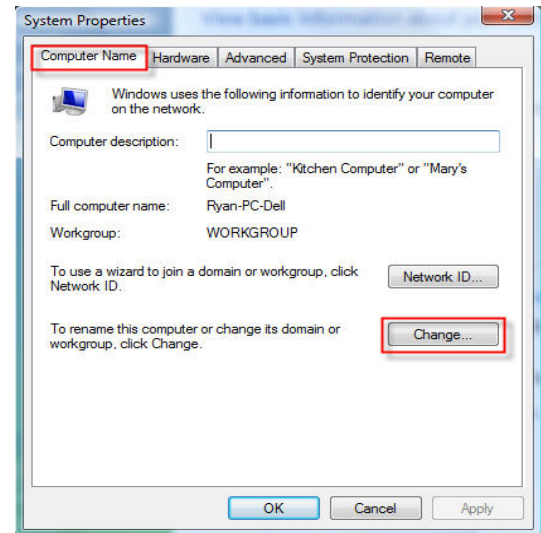 System Properties
Computer Name Hardware Advanced System Protection Remote
Windows uses the following information to identify your computer
on the network.
Computer description:
For example: "Kitchen Computer" or "Mary's
Computer".
Full computer name: Ryan-PC-Dell
Workgroup: WORKGROUP
To use a wizard to join a domain or workgroup, click
Network ID.
Network ID...
To rename this computer or change its domain or
workgroup, click Change.
Change...
OK Cancel Apply